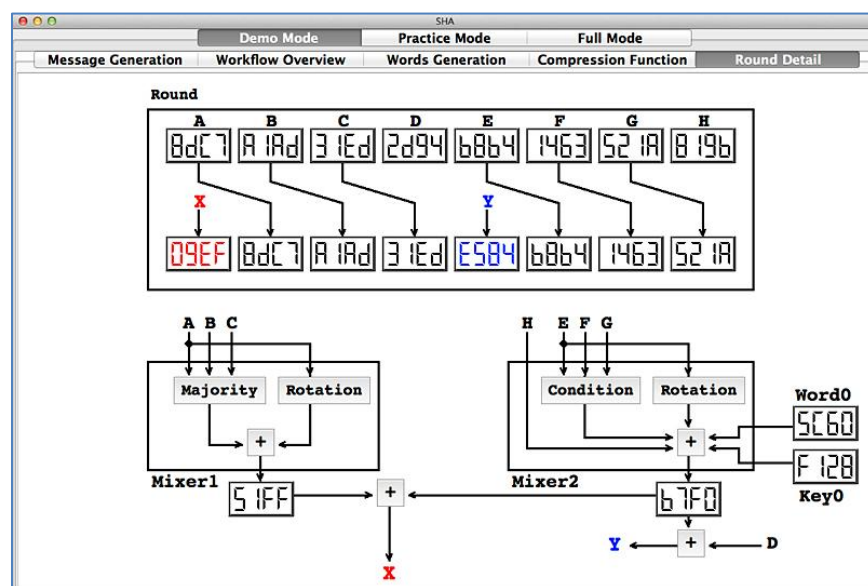 SHA
Demo Mode Practice Mode Full Mode
Message Generation Workflow Overview Words Generation Compression Function Round Detail
Round
A B C D E F G H
8dC7 A1Ad 31Ed 2d94 b8b4 1463 521A 819b
X Y
09EF 8dC7 A1Ad 31Ed E584 b8b4 1463 521A
A B C H E F G
Majority Rotation Condition Rotation
Word0
5C60
+ +
F128
Mixer1 Mixer2 Key0
51FF + b7F0
Y + D
X